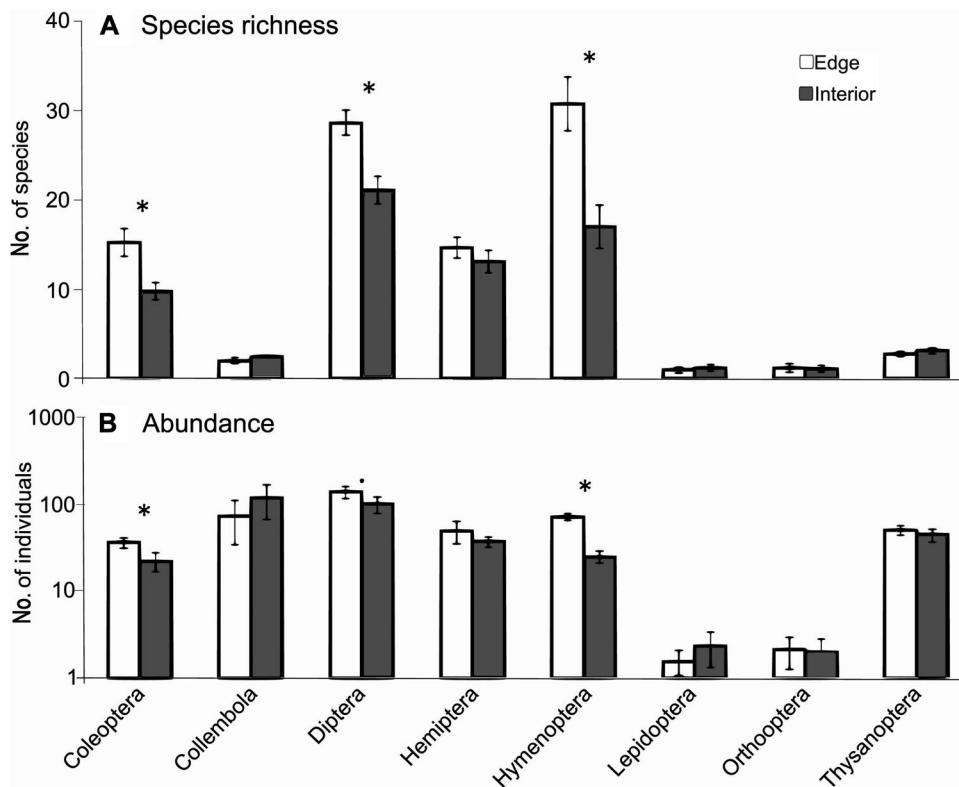 A Species richness
*
*
*
Edge
Interior
No. of species
40
30
20
10
0
B Abundance
*
.
*
No. of individuals
1000
100
10
1
Coleoptera
Collembola
Diptera
Hemiptera
Hymenoptera
Lepidoptera
Orthooptera
Thysanoptera